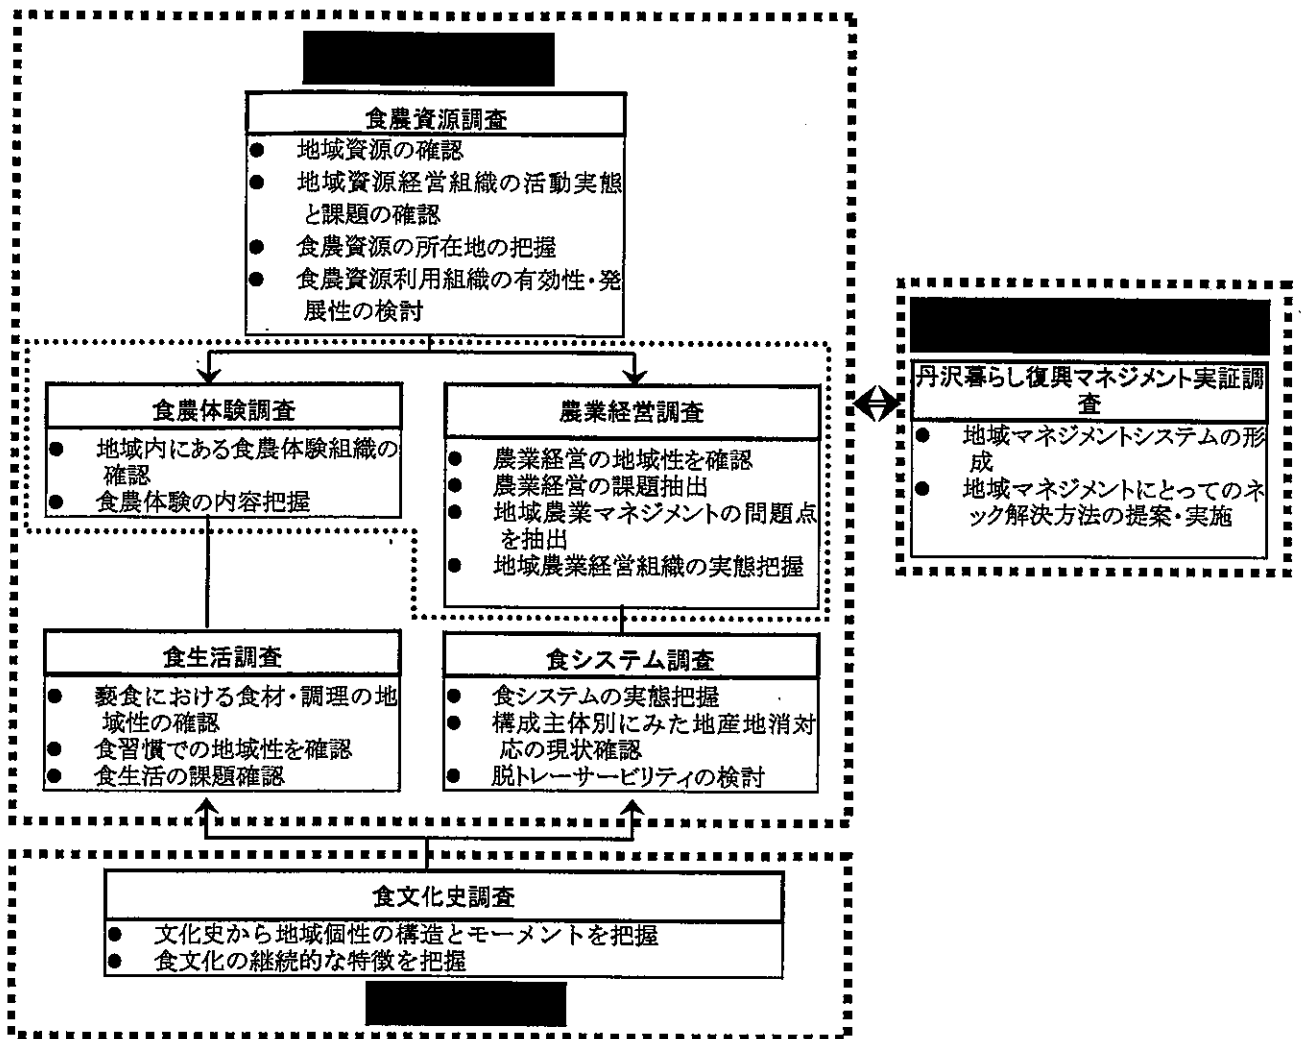 食農資源調査
● 地域資源の確認
● 地域資源経営組織の活動実態
と課題の確認
● 食農資源の所在地の把握
● 食農資源利用組織の有効性・発
展性の検討
食農体験調査
● 地域内にある食農体験組織の
確認
● 食農体験の内容把握
農業経営調査
● 農業経営の地域性を確認
● 農業経営の課題抽出
● 地域農業マネジメントの問題点
を抽出
● 地域農業経営組織の実態把握
食生活調査
● 褻食における食材・調理の地
域性の確認
● 食習慣での地域性を確認
● 食生活の課題確認
食システム調査
● 食システムの実態把握
● 構成主体別にみた地産地消対
応の現状確認
● 脱トレーサービリティの検討
食文化史調査
● 文化史から地域個性の構造とモーメントを把握
● 食文化の継続的な特徴を把握
丹沢暮らし復興マネジメント実証調
査
● 地域マネジメントシステムの形
成
● 地域マネジメントにとってのネ
ック解決方法の提案・実施